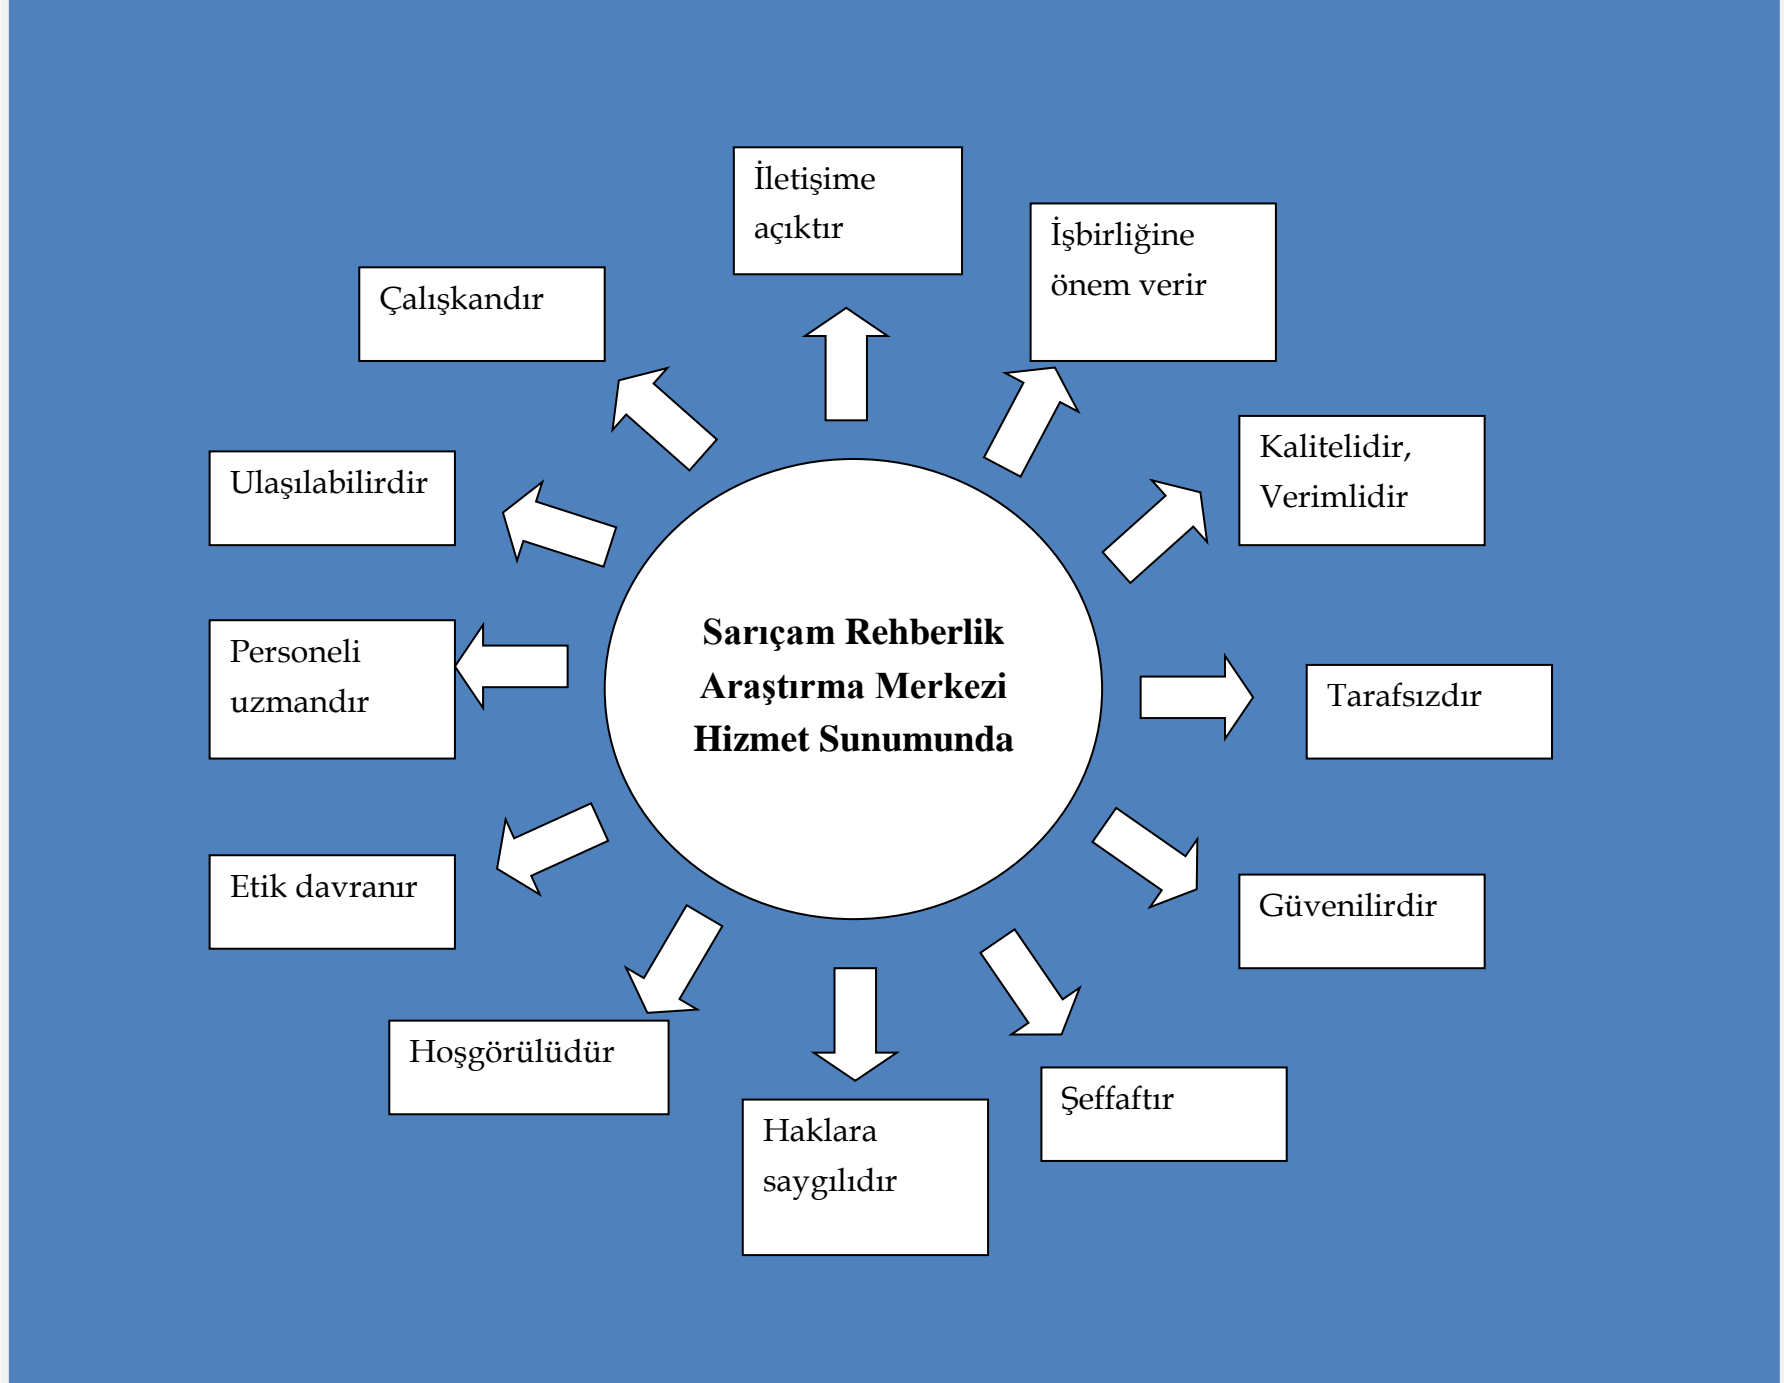 İletişime
açıktır
İşbirliğine
önem verir
Çalışkandır
Kalitelidir,
Verimlidir
Ulaşılabilirdir
Sarıçam Rehberlik
Araştırma Merkezi
Hizmet Sunumunda
Personeli
uzmandır
Tarafsızdır
Etik davranır
Güvenilirdir
Hoşgörülüdür
Şeffaftır
Haklara
saygılıdır